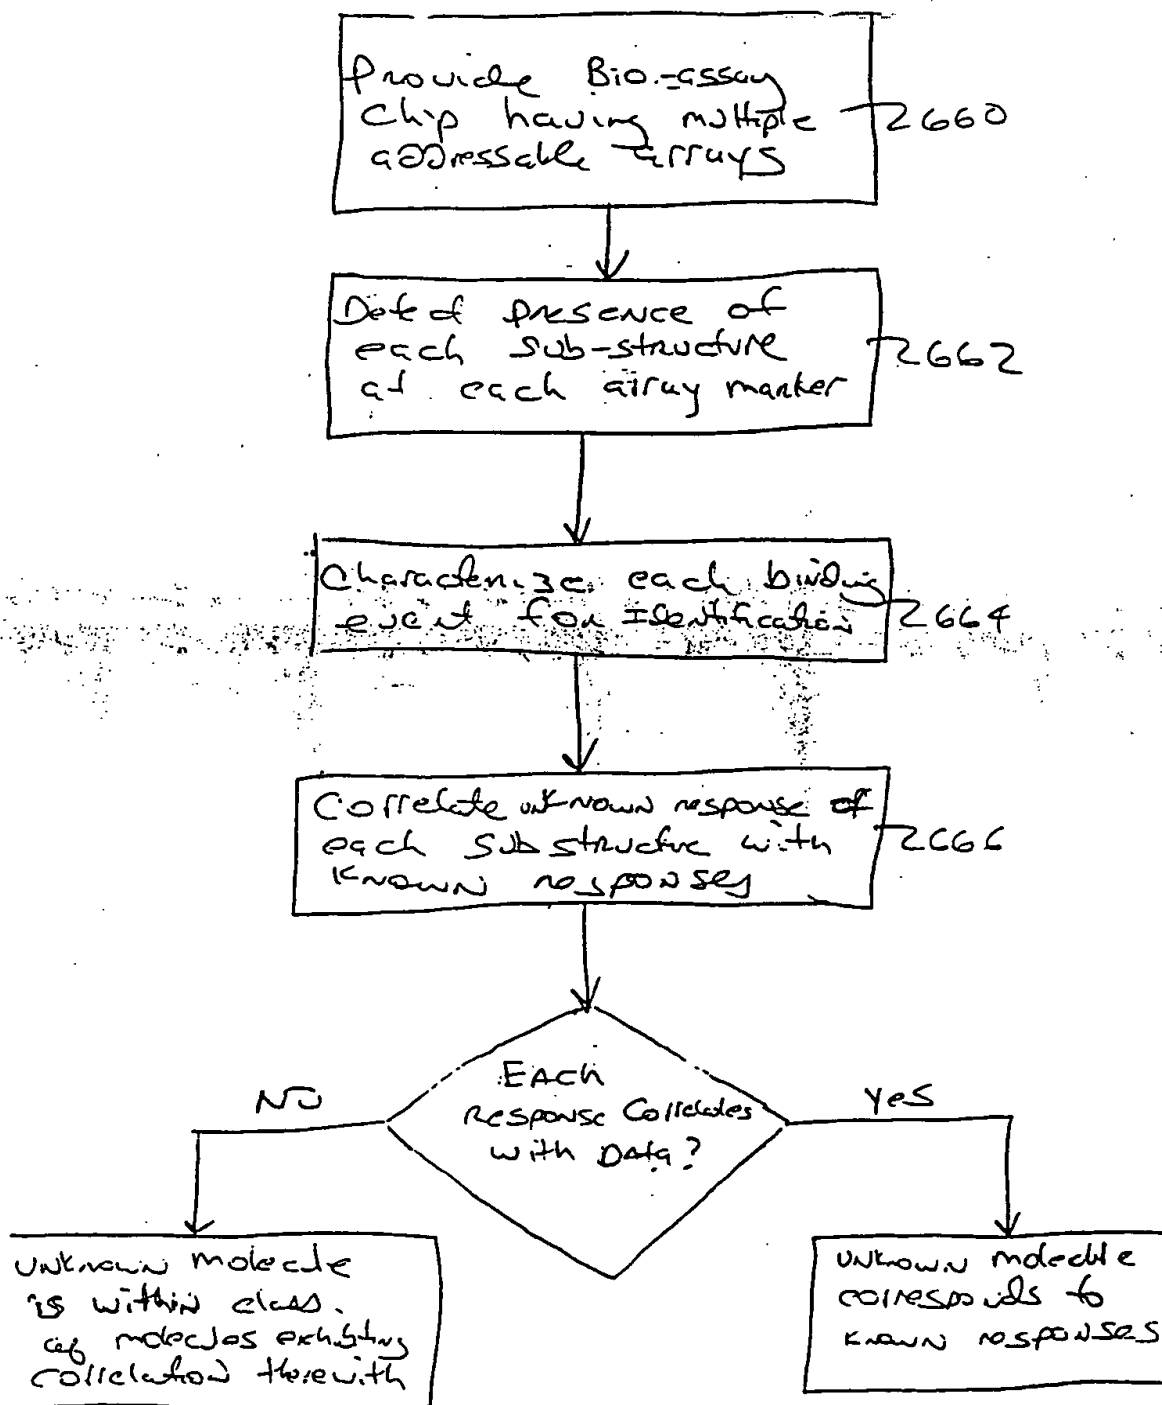 Provide Bio-assay
Chip having multiple
addressable arrays
2660
Detect presence of
each sub-structure
at each array marker
2662
Characterize each binding
event for Identification
2664
Correlate unknown response of
each substructure with
known responses
2666
Each
Response Correlates
with Data?
NO
Yes
unknown molecule
is within class
of molecules exhibiting
correlation therewith
unknown molecule
corresponds to
known responses